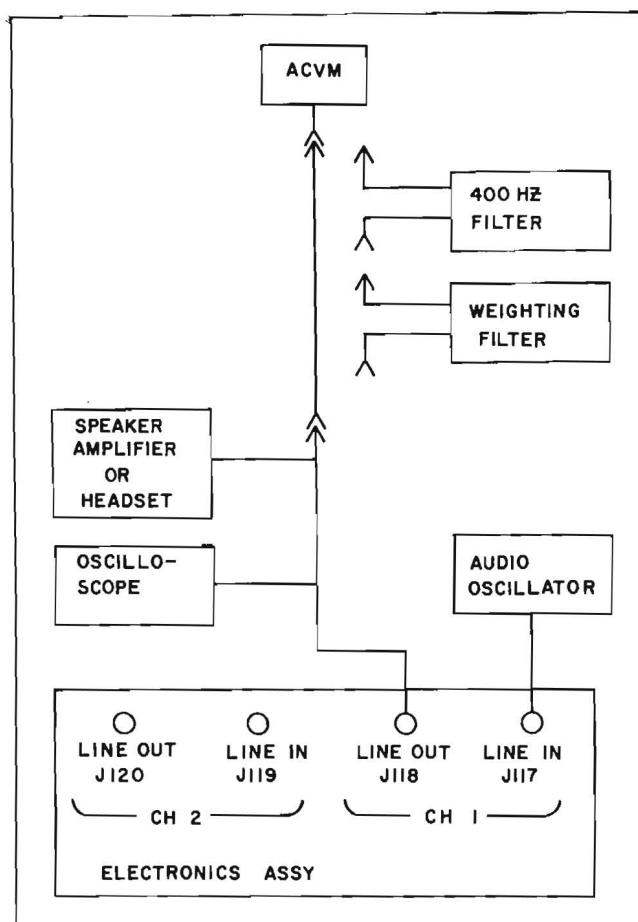 ACVM
400 HZ
FILTER
WEIGHTING
FILTER
SPEAKER
AMPLIFIER
OR
HEADSET
OSCILLO-
SCOPE
AUDIO
OSCILLATOR
LINE OUT
J120
LINE IN
J119
LINE OUT
J118
LINE IN
J117
CH 2
CH 1
ELECTRONICS ASSY